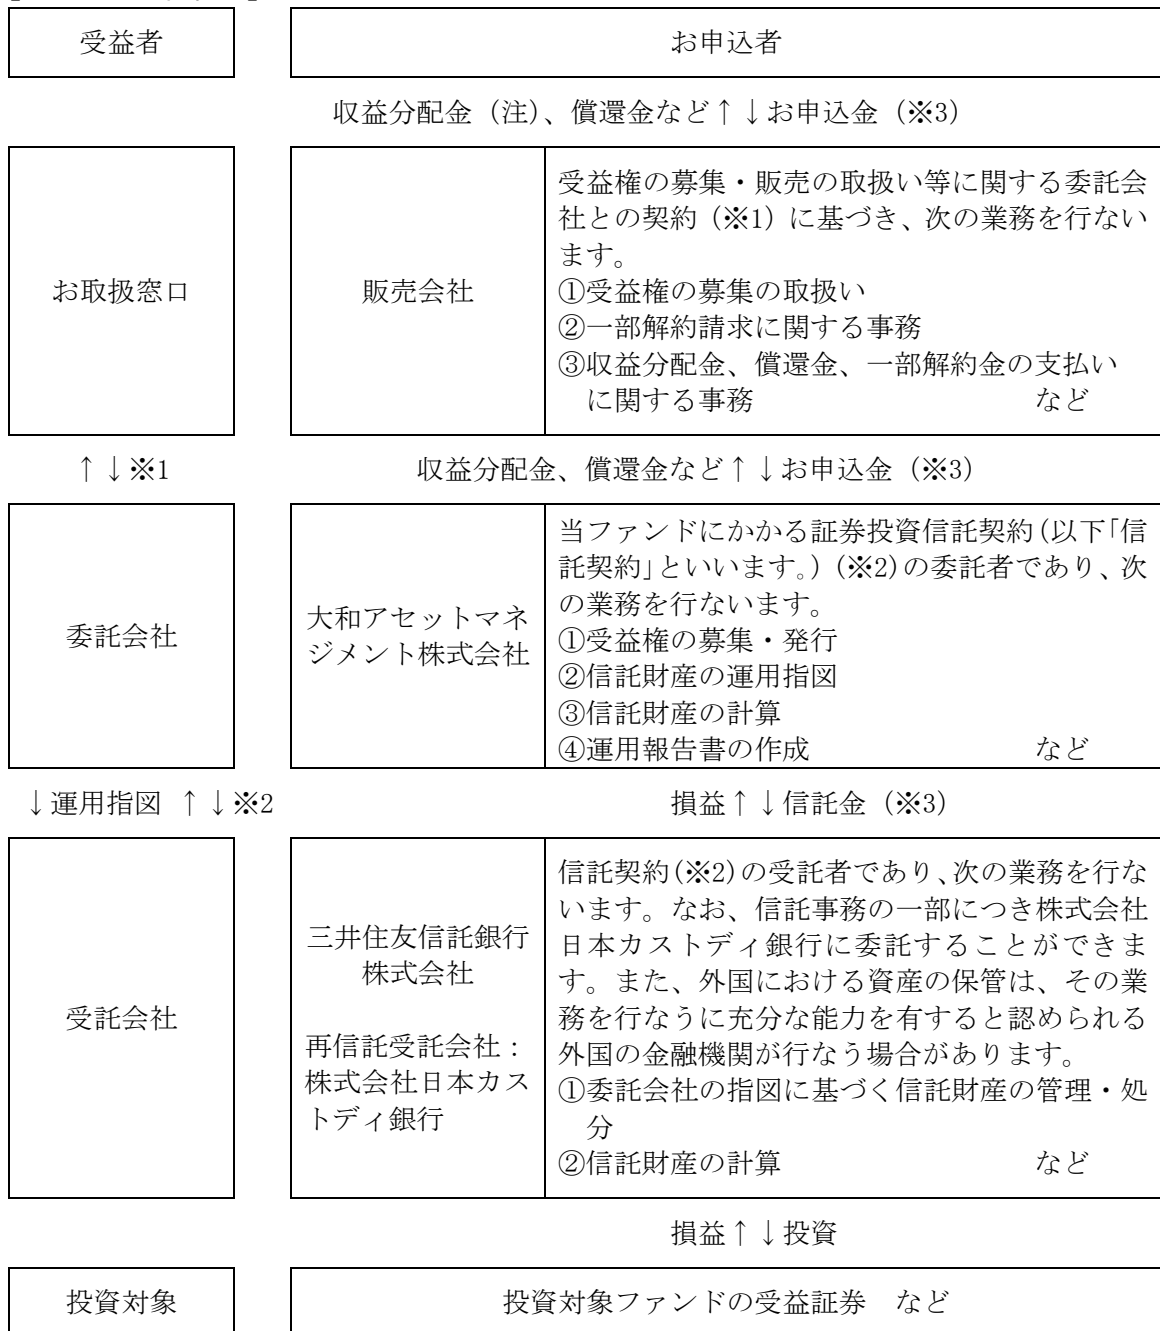 受益者
お申込者
収益分配金（注）、償還金など↑↓お申込金（※3）
お取扱窓口
販売会社
受益権の募集・販売の取扱い等に関する委託会
社との契約（※1）に基づき、次の業務を行ない
ます。
①受益権の募集の取扱い
②一部解約請求に関する事務
③収益分配金、償還金、一部解約金の支払い
に関する事務　など
↑↓※1
収益分配金、償還金など↑↓お申込金（※3）
委託会社
大和アセットマネ
ジメント株式会社
当ファンドにかかる証券投資信託契約（以下「信
託契約」といいます。）（※2）の委託者であり、次
の業務を行ないます。
①受益権の募集・発行
②信託財産の運用指図
③信託財産の計算
④運用報告書の作成　など
↓運用指図 ↑↓※2
損益↑↓信託金（※3）
受託会社
三井住友信託銀行
株式会社
再信託受託会社：
株式会社日本カス
トディ銀行
信託契約（※2）の受託者であり、次の業務を行な
います。なお、信託事務の一部につき株式会社
日本カストディ銀行に委託することができま
す。また、外国における資産の保管は、その業
務を行なうに充分な能力を有すると認められる
外国の金融機関が行なう場合があります。
①委託会社の指図に基づく信託財産の管理・処
分
②信託財産の計算　など
損益↑↓投資
投資対象
投資対象ファンドの受益証券　など